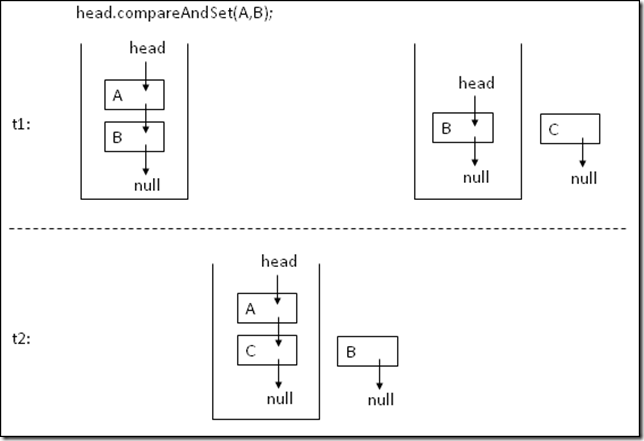 head.compareAndSet(A,B);
t1:
head
A
B
null
head
B
null
C
null
t2:
head
A
C
null
B
null